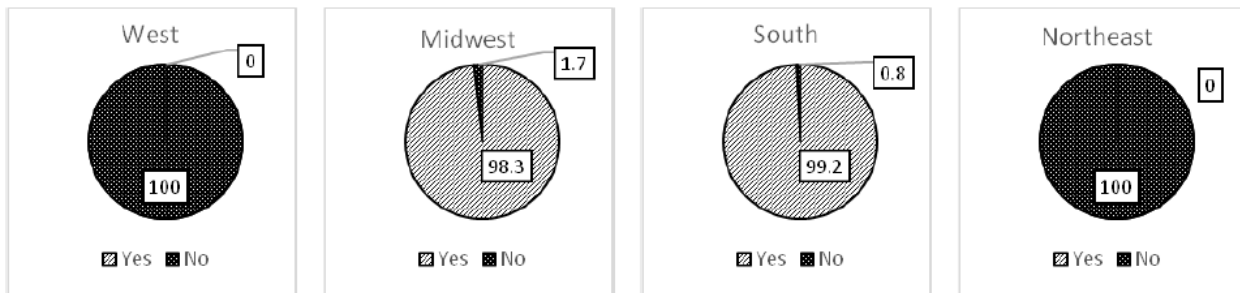 West
0
100
Yes No
Midwest
1.7
98.3
Yes No
South
0.8
99.2
Yes No
Northeast
0
100
Yes No